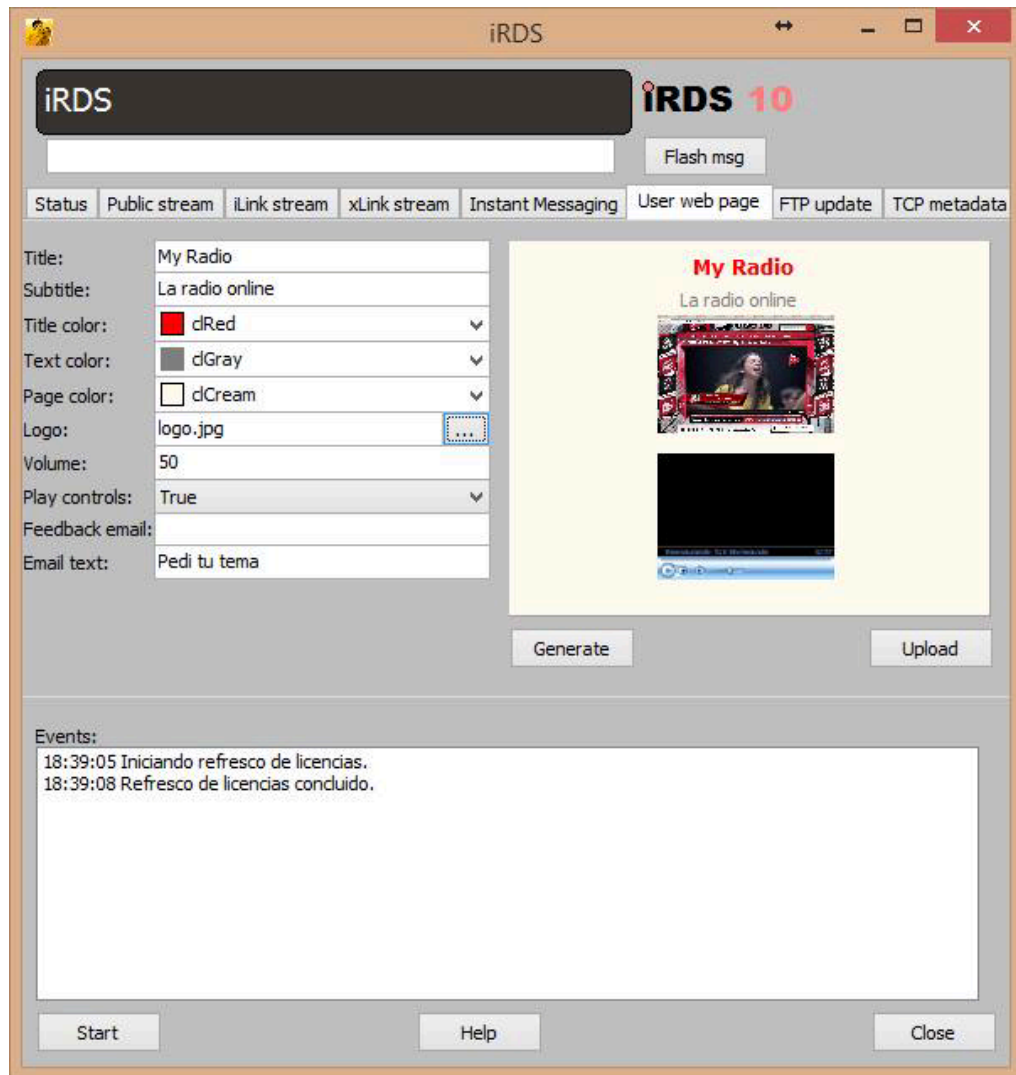 iRDS
iRDS
iRDS 10
Flash msg
Status Public stream iLink stream xLink stream Instant Messaging User web page FTP update TCP metadata
Title: My Radio
Subtitle: La radio online
Title color: clRed
Text color: clGray
Page color: clCream
Logo: logo.jpg ...
Volume: 50
Play controls: True
Feedback email:
Email text: Pedi tu tema
My Radio
La radio online
Generate Upload
Events:
18:39:05 Iniciando refresco de licencias.
18:39:08 Refresco de licencias concluido.
Start Help Close